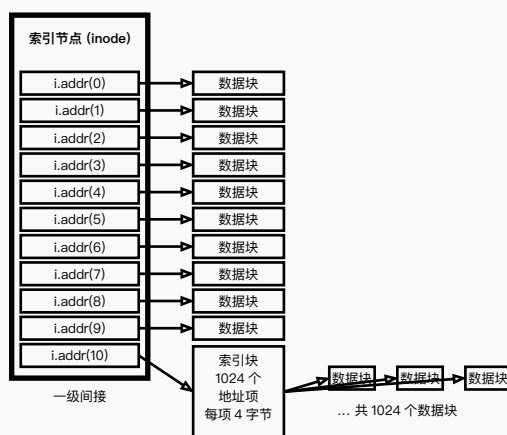 索引节点 (inode)
i.addr(0)
数据块
i.addr(1)
数据块
i.addr(2)
数据块
i.addr(3)
数据块
i.addr(4)
数据块
i.addr(5)
数据块
i.addr(6)
数据块
i.addr(7)
数据块
i.addr(8)
数据块
i.addr(9)
数据块
i.addr(10)
一级间接
索引块
1024 个
地址项
每项 4 字节
数据块
数据块
数据块
... 共 1024 个数据块